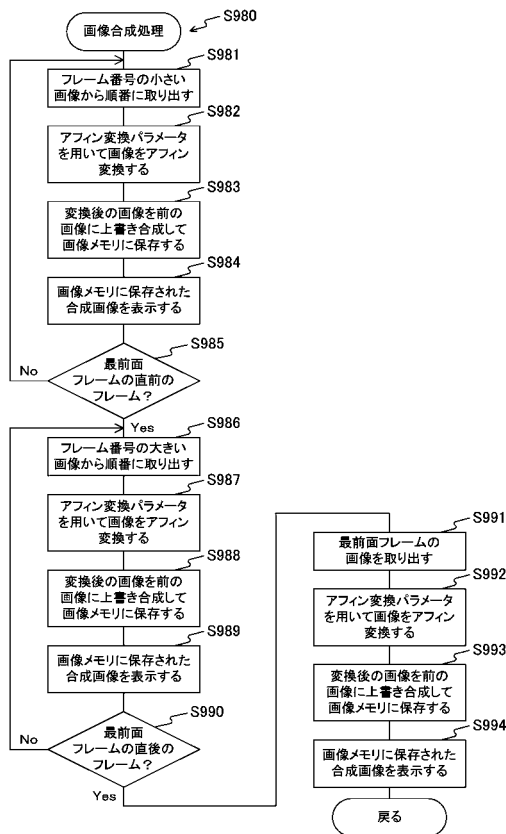 画像合成処理
S980
S981
フレーム番号の小さい
画像から順番に取り出す
S982
アフィン変換パラメータ
を用いて画像をアフィン
変換する
S983
変換後の画像を前の
画像に上書き合成して
画像メモリに保存する
S984
画像メモリに保存された
合成画像を表示する
S985
最前面
フレームの直前の
フレーム?
No
Yes
S986
フレーム番号の大きい
画像から順番に取り出す
S987
アフィン変換パラメータ
を用いて画像をアフィン
変換する
S988
変換後の画像を前の
画像に上書き合成して
画像メモリに保存する
S989
画像メモリに保存された
合成画像を表示する
S990
最前面
フレームの直後の
フレーム?
No
Yes
S991
最前面フレームの
画像を取り出す
S992
アフィン変換パラメータ
を用いて画像をアフィン
変換する
S993
変換後の画像を前の
画像に上書き合成して
画像メモリに保存する
S994
画像メモリに保存された
合成画像を表示する
戻る